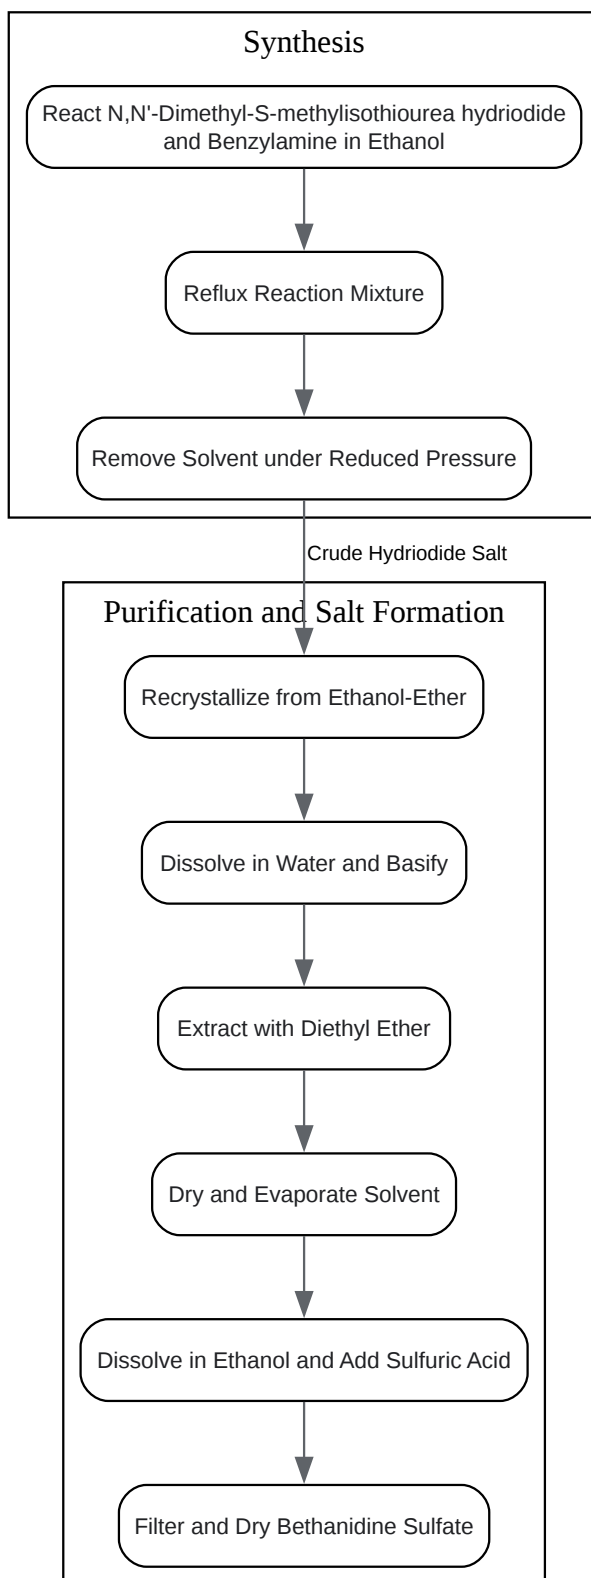 Synthesis
React N,N'-Dimethyl-S-methylisothiourea hydriodide
and Benzylamine in Ethanol
Reflux Reaction Mixture
Remove Solvent under Reduced Pressure
Crude Hydriodide Salt
Purification and Salt Formation
Recrystallize from Ethanol-Ether
Dissolve in Water and Basify
Extract with Diethyl Ether
Dry and Evaporate Solvent
Dissolve in Ethanol and Add Sulfuric Acid
Filter and Dry Bethanidine Sulfate